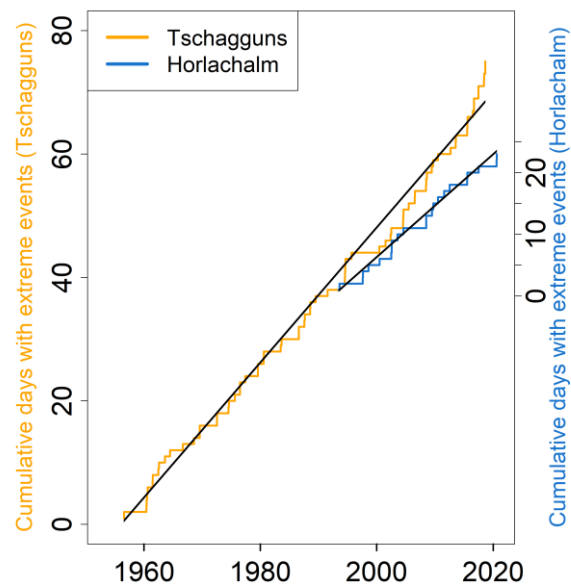 Tschagguns
Horlachalm
Cumulative days with extreme events (Tschagguns)
80
60
40
20
0
20
10
0
Cumulative days with extreme events (Horlachalm)
1960 1980 2000 2020